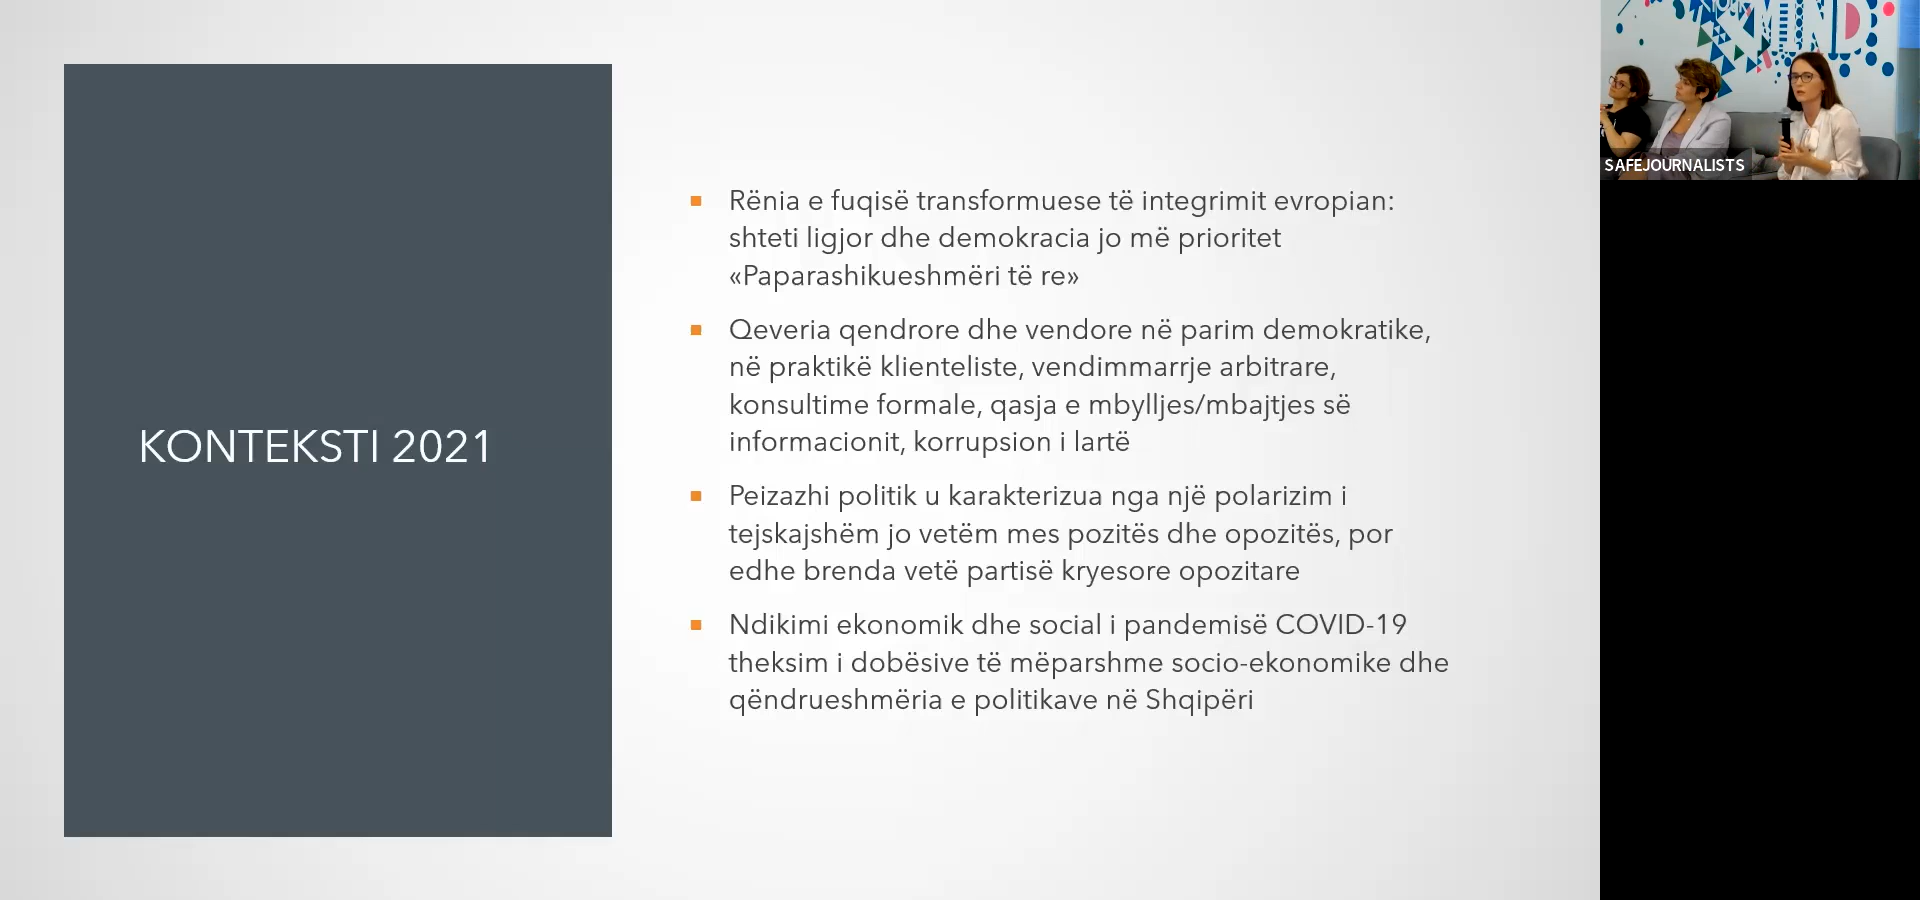 KONTEKSTI 2021
Rënia e fuqisë transformuese të integrimit evropian:
shteti ligjor dhe demokracia jo më prioritet
«Paparashikueshmëri të re»
Qeveria qendrore dhe vendore në parim demokratike,
në praktikë klienteliste, vendimmarrje arbitrare,
konsultime formale, qasja e mbylljes/mbajtjes së
informacionit, korrupsion i lartë
Peizazhi politik u karakterizua nga një polarizim i
tejskajshëm jo vetëm mes pozitës dhe opozitës, por
edhe brenda vetë partisë kryesore opozitare
Ndikimi ekonomik dhe social i pandemisë COVID-19
theksim i dobësive të mëparshme socio-ekonomike dhe
qëndrueshmëria e politikave në Shqipëri
MIND
SAFEJOURNALISTS